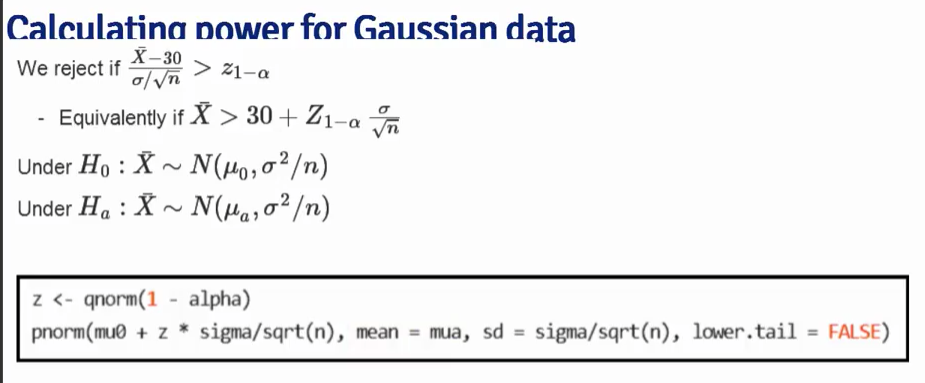 Calculating power for Gaussian data
We reject if \frac{\bar{X}-30}{\sigma/\sqrt{n}} > z_{1-\alpha}
- Equivalently if \bar{X} > 30 + Z_{1-\alpha} \frac{\sigma}{\sqrt{n}}
Under H_0 : \bar{X} \sim N(\mu_0, \sigma^2/n)
Under H_a : \bar{X} \sim N(\mu_a, \sigma^2/n)
z <- qnorm(1 - alpha)
pnorm(mu0 + z * sigma/sqrt(n), mean = mua, sd = sigma/sqrt(n), lower.tail = FALSE)